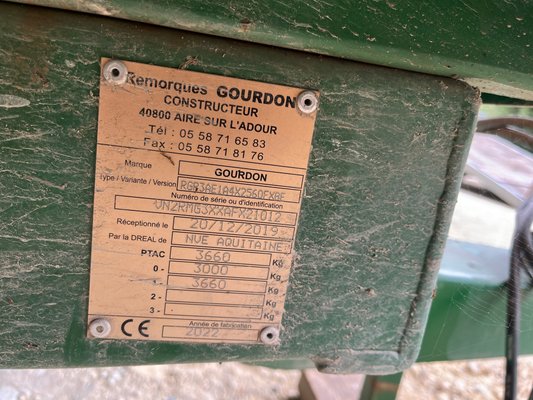 Remorques GOURDON
CONSTRUCTEUR
40800 AIRE SUR L'ADOUR
Tél : 05 58 71 65 83
Fax : 05 58 71 81 76
Marque GOURDON
Type / Variante / Version
Numéro de série ou d'identification
Réceptionné le 20/12/2019
Par la DREAL de NVE AQUITAINE
PTAC 3660 Kg
0 - 3000 Kg
1 - 3660 Kg
2 - Kg
3 - Kg
CE Année de fabrication
2022